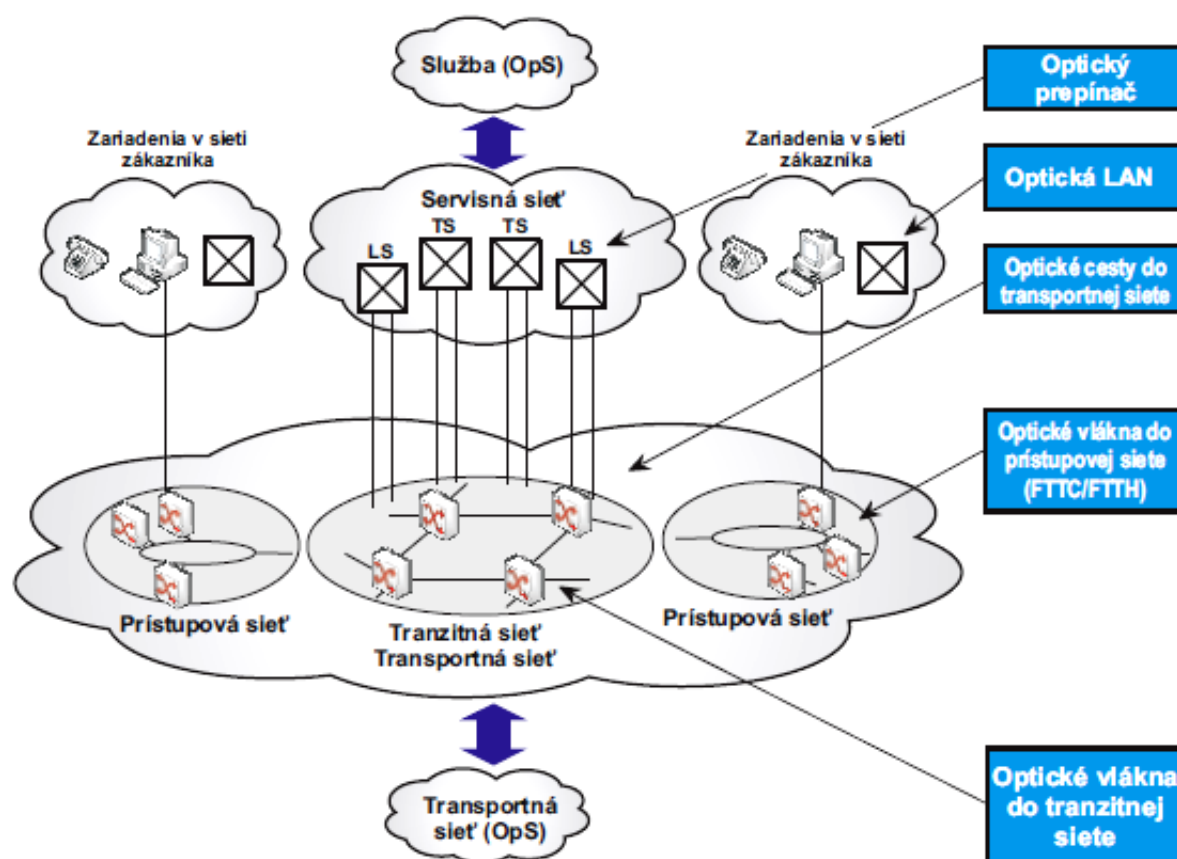 Služba (OpS)
Optický
prepínač
Zariadenia v sieti
zákazníka
Zariadenia v sieti
zákazníka
Optická LAN
Servisná sieť
TS
TS
LS
LS
Optické cesty do
transportnej siete
Optické vlákna do
prístupovej siete
(FTTC/FTTH)
Prístupová sieť
Tranzitná sieť
Transportná sieť
Prístupová sieť
Optické vlákna
do tranzitnej
siete
Transportná
sieť (OpS)